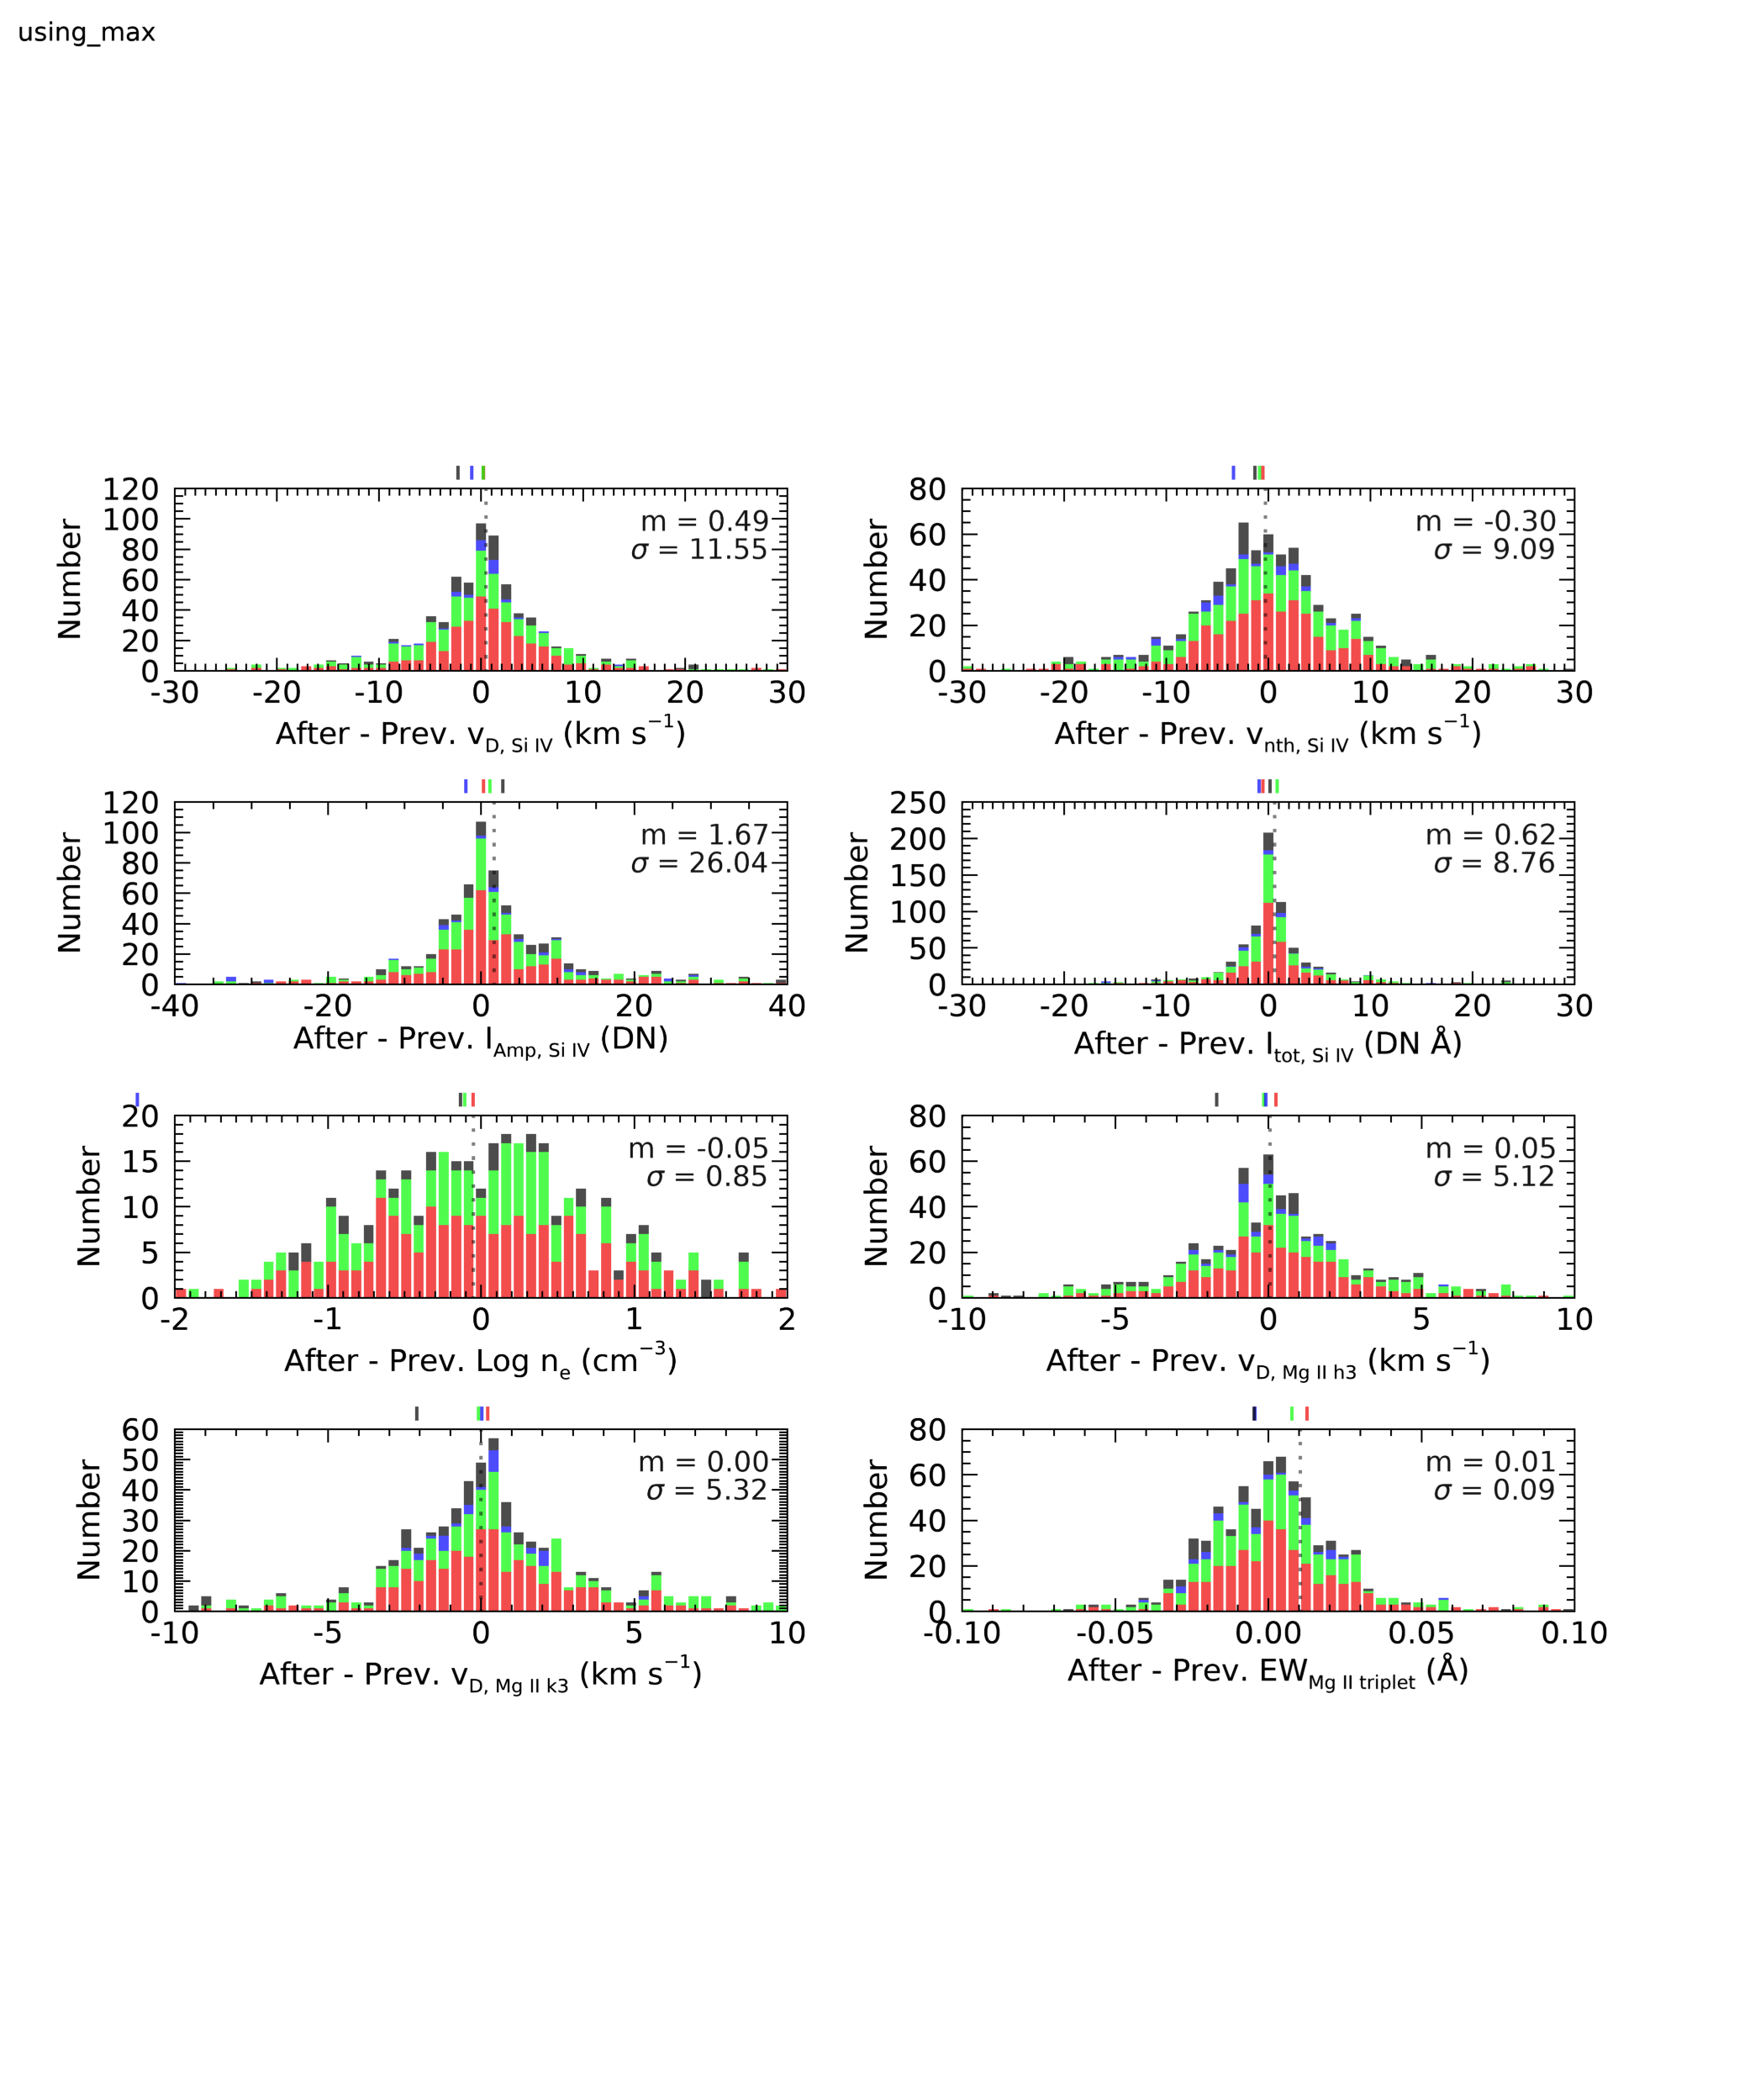 using_max
120
100
80
60
40
20
0
Number
m = 0.49
σ = 11.55
-30 -20 -10 0 10 20 30
After - Prev. v_D, Si IV (km s⁻¹)
80
60
40
20
0
Number
m = -0.30
σ = 9.09
-30 -20 -10 0 10 20 30
After - Prev. v_nth, Si IV (km s⁻¹)
120
100
80
60
40
20
0
Number
m = 1.67
σ = 26.04
-40 -20 0 20 40
After - Prev. I_Amp, Si IV (DN)
250
200
150
100
50
0
Number
m = 0.62
σ = 8.76
-30 -20 -10 0 10 20 30
After - Prev. I_tot, Si IV (DN Å)
20
15
10
5
0
Number
m = -0.05
σ = 0.85
-2 -1 0 1 2
After - Prev. Log n_e (cm⁻³)
80
60
40
20
0
Number
m = 0.05
σ = 5.12
-10 -5 0 5 10
After - Prev. v_D, Mg II h3 (km s⁻¹)
60
50
40
30
20
10
0
Number
m = 0.00
σ = 5.32
-10 -5 0 5 10
After - Prev. v_D, Mg II k3 (km s⁻¹)
80
60
40
20
0
Number
m = 0.01
σ = 0.09
-0.10 -0.05 0.00 0.05 0.10
After - Prev. EW_Mg II triplet (Å)